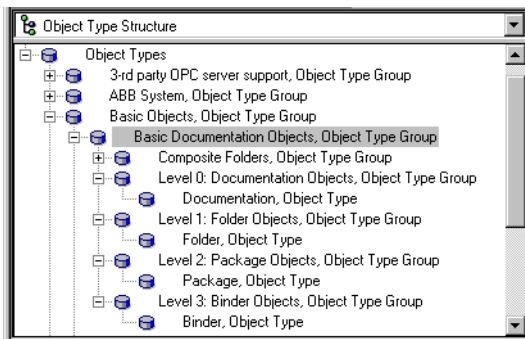 Object Type Structure
Object Types
3-rd party OPC server support, Object Type Group
ABB System, Object Type Group
Basic Objects, Object Type Group
Basic Documentation Objects, Object Type Group
Composite Folders, Object Type Group
Level 0: Documentation Objects, Object Type Group
Documentation, Object Type
Level 1: Folder Objects, Object Type Group
Folder, Object Type
Level 2: Package Objects, Object Type Group
Package, Object Type
Level 3: Binder Objects, Object Type Group
Binder, Object Type